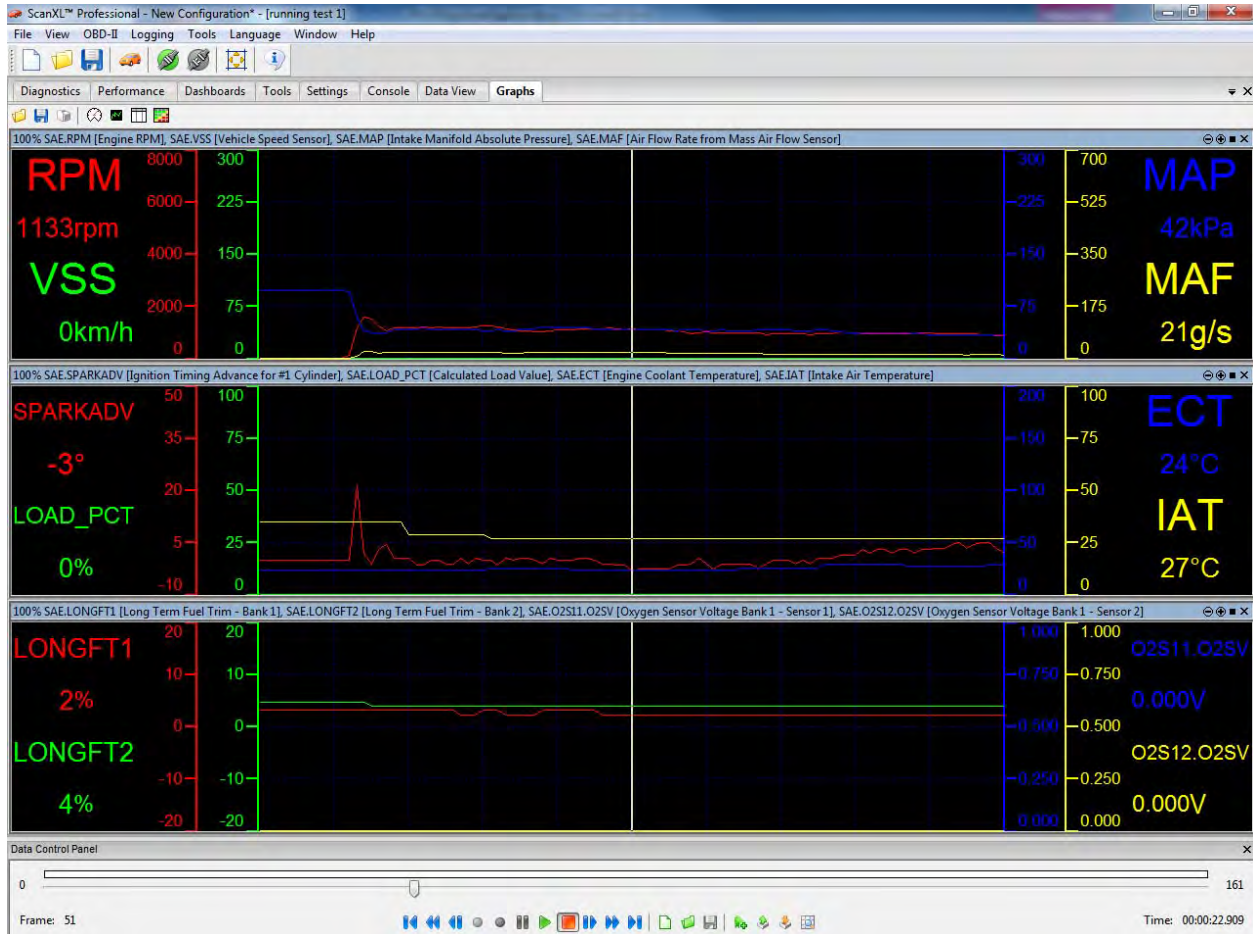 ScanXL™ Professional - New Configuration* - [running test 1]
File View OBD-II Logging Tools Language Window Help
Diagnostics Performance Dashboards Tools Settings Console Data View Graphs
100% SAE.RPM [Engine RPM], SAE.VSS [Vehicle Speed Sensor], SAE.MAP [Intake Manifold Absolute Pressure], SAE.MAF [Air Flow Rate from Mass Air Flow Sensor]
RPM 8000 300 300 700 MAP
6000 225 225 525
1133rpm 42kPa
4000 150 150 350
VSS MAF
2000 75 75 175
0km/h 21g/s
0 0 0 0
100% SAE.SPARKADV [Ignition Timing Advance for #1 Cylinder], SAE.LOAD_PCT [Calculated Load Value], SAE.ECT [Engine Coolant Temperature], SAE.IAT [Intake Air Temperature]
50 100 200 100
SPARKADV ECT
35 75 150 75
-3° 24°C
20 50 100 50
LOAD_PCT IAT
5 25 50 25
0% 27°C
-10 0 0 0
100% SAE.LONGFT1 [Long Term Fuel Trim - Bank 1], SAE.LONGFT2 [Long Term Fuel Trim - Bank 2], SAE.O2S11.O2SV [Oxygen Sensor Voltage Bank 1 - Sensor 1], SAE.O2S12.O2SV [Oxygen Sensor Voltage Bank 1 - Sensor 2]
20 20 1.000 1.000
LONGFT1 O2S11.O2SV
10 10 0.750 0.750
2% 0.000V
0 0 0.500 0.500
LONGFT2 O2S12.O2SV
-10 -10 0.250 0.250
4% 0.000V
-20 -20 0.000 0.000
Data Control Panel
0 161
Frame: 51 Time: 00:00:22.909